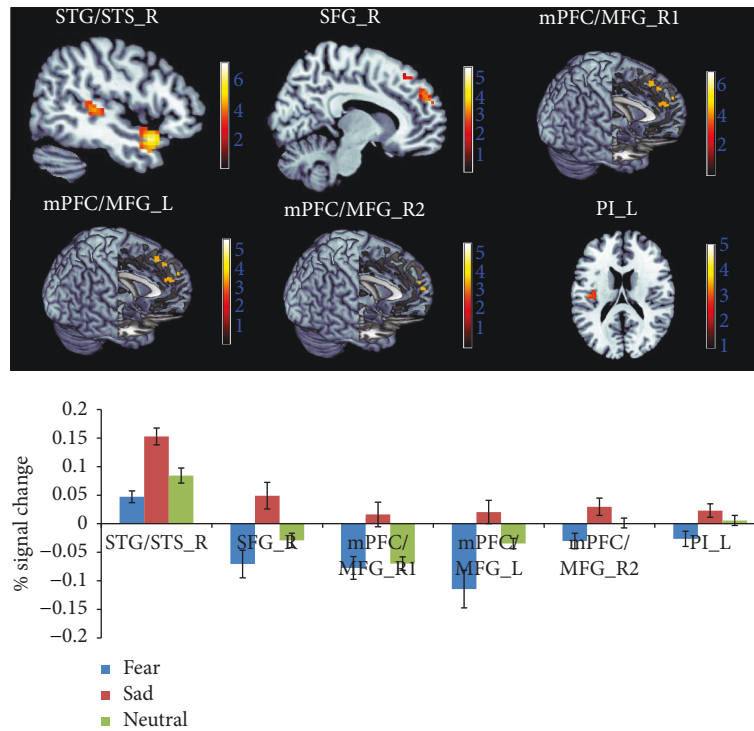 STG/STS_R
SFG_R
mPFC/MFG_R1
6
4
2
5
4
3
2
1
6
4
2
mPFC/MFG_L
mPFC/MFG_R2
PI_L
5
4
3
2
1
5
4
3
2
1
5
4
3
2
1
0.2
0.15
0.1
0.05
0
−0.05
−0.1
−0.15
−0.2
% signal change
STG/STS_R
SFG_R
mPFC/
MFG_R1
mPFC/
MFG_L
mPFC/
MFG_R2
PI_L
Fear
Sad
Neutral